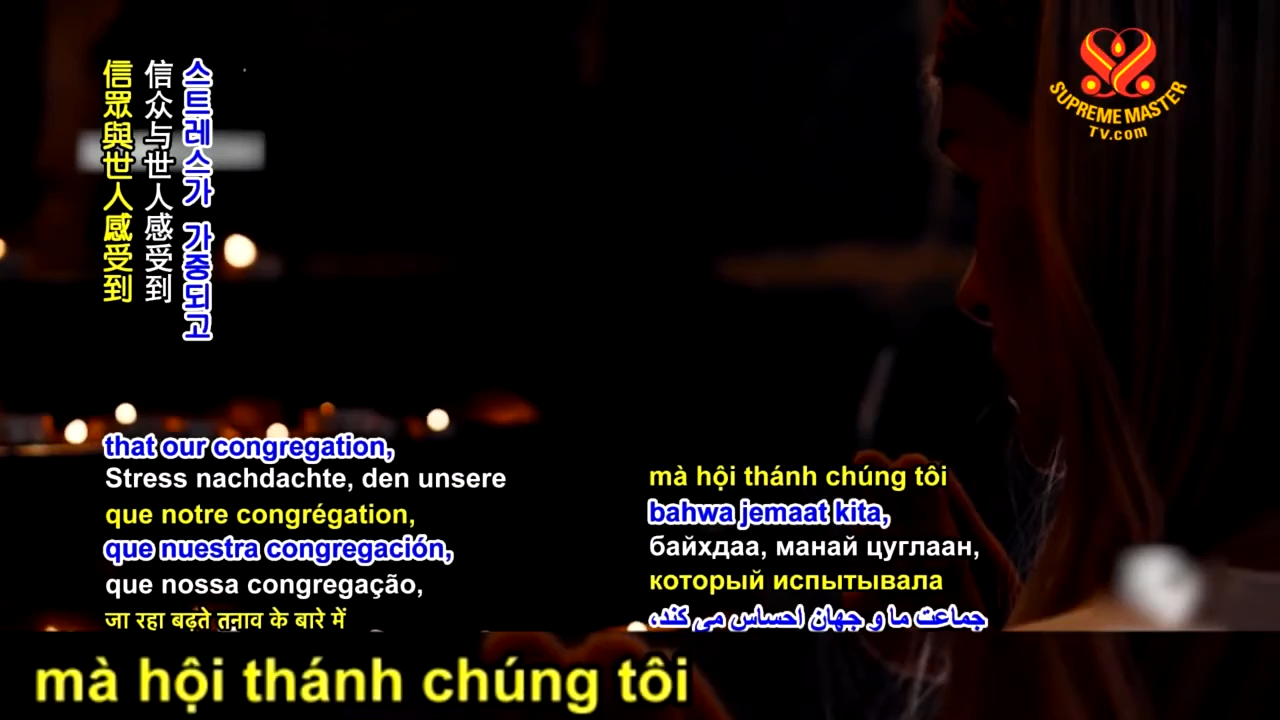 信眾與世人感受到
信众与世人感受到
스트레스가 가중되고
SUPREME MASTER
TV.com
that our congregation,
Stress nachdachte, den unsere
que notre congrégation,
que nuestra congregación,
que nossa congregação,
जा रहा बढ़ते तनाव के बारे में
mà hội thánh chúng tôi
bahwa jemaat kita,
байхдаа, манай цуглаан,
который испытывала
جماعت ما و جهان احساس می کند،
mà hội thánh chúng tôi